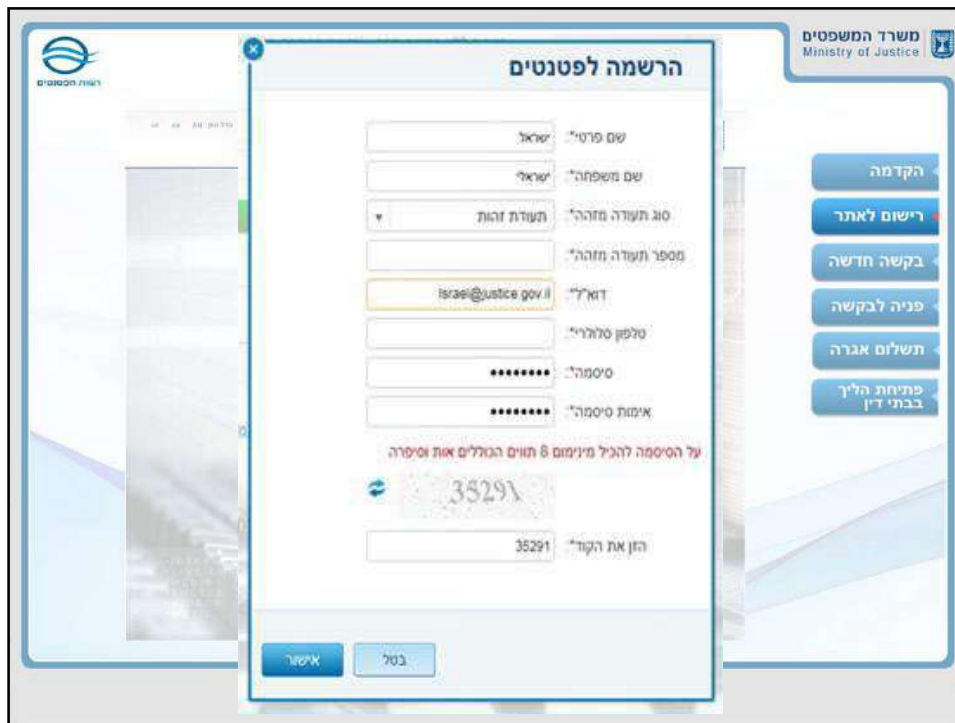 משרד המשפטים
Ministry of Justice
רשות הפטנטים
הרשמה לפטנטים
שם פרטי*: ישראל
שם משפחה*: ישראלי
סוג תעודה מזהה*: תעודת זהות
מספר תעודה מזהה*:
דוא"ל*: Israel@justice.gov.il
טלפון סלולרי*:
סיסמה*: ••••••••
אימות סיסמה*: ••••••••
על הסיסמה להכיל מינימום 8 תווים הכוללים אות וסיפרה
35291
הזן את הקוד*: 35291
בטל
אישור
הקדמה
רישום לאתר
בקשה חדשה
פניה לבקשה
תשלום אגרה
פתיחת הליך
בבתי דין